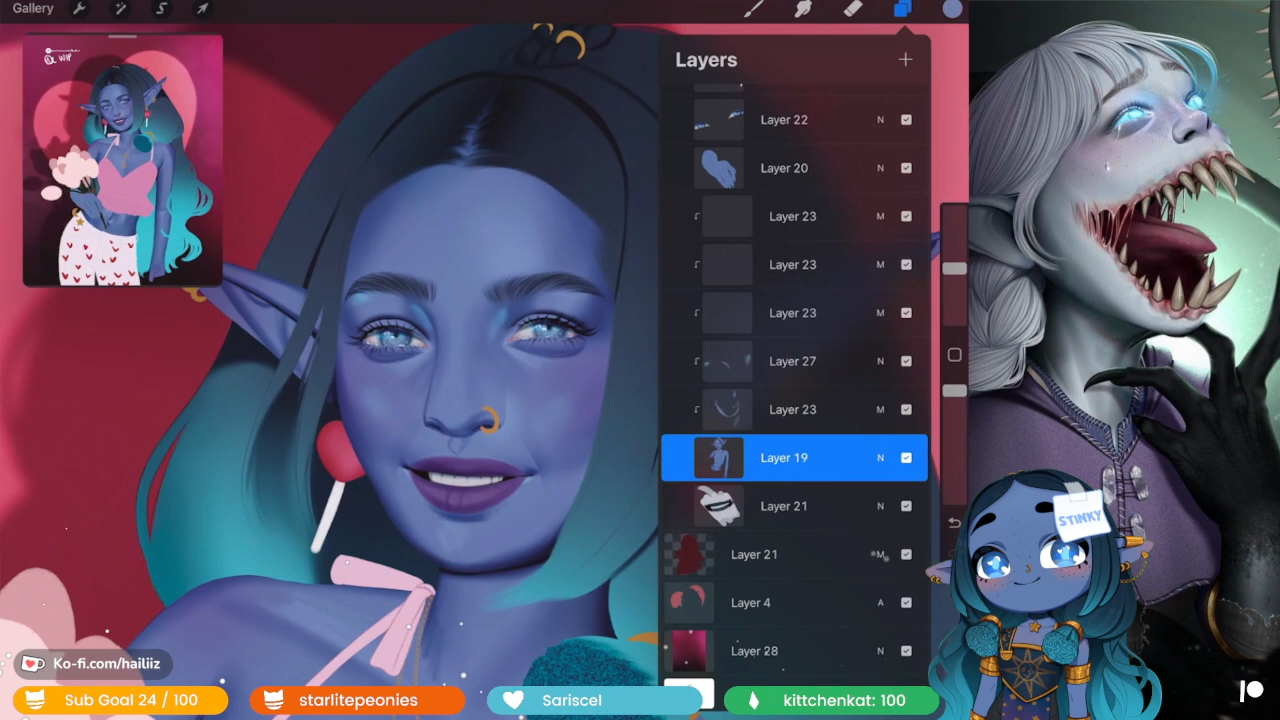 Gallery
QL WIP
Layers
Layer 22 N
Layer 20 N
Layer 23 M
Layer 23 M
Layer 23 M
Layer 27 N
Layer 23 M
Layer 19 N
Layer 21 N
Layer 21 M
Layer 4 A
Layer 28 N
STINKY
Ko-fi.com/hailiiz
Sub Goal 24 / 100
starlitepeonies
Sariscel
kittchenkat: 100